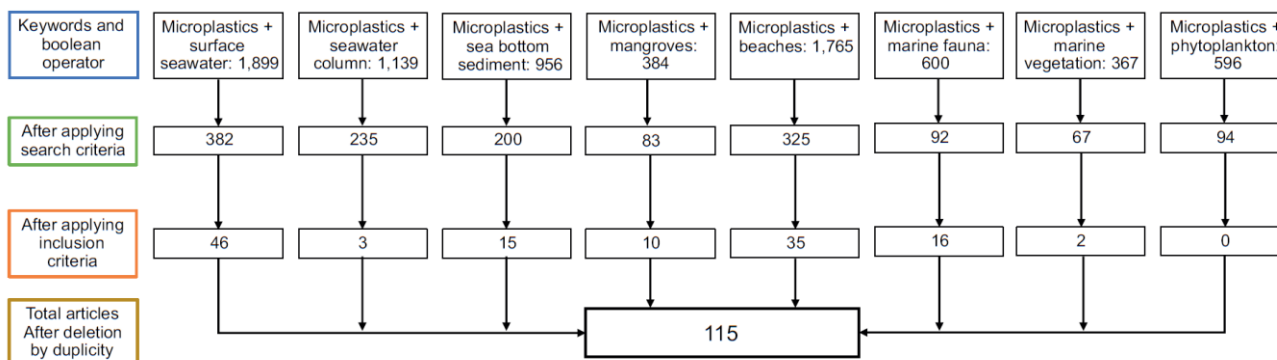 Keywords and
boolean
operator
Microplastics +
surface
seawater: 1,899
Microplastics +
seawater
column: 1,139
Microplastics +
sea bottom
sediment: 956
Microplastics +
mangroves:
384
Microplastics +
beaches: 1,765
Microplastics +
marine fauna:
600
Microplastics +
marine
vegetation: 367
Microplastics +
phytoplankton:
596
After applying
search criteria
382
235
200
83
325
92
67
94
After applying
inclusion
criteria
46
3
15
10
35
16
2
0
Total articles
After deletion
by duplicity
115